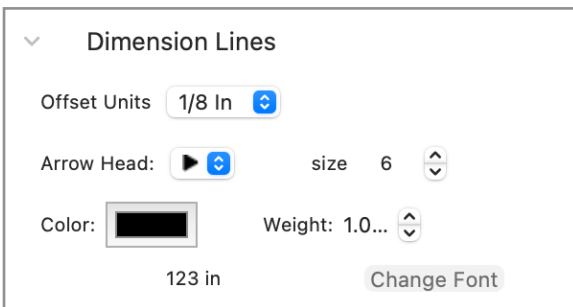 Dimension Lines
Offset Units 1/8 In
Arrow Head: size 6
Color: Weight: 1.0...
123 in Change Font